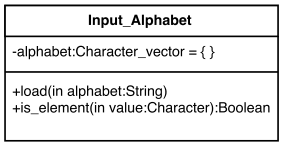 Input_Alphabet
-alphabet:Character_vector = { }
+load(in alphabet:String)
+is_element(in value:Character):Boolean